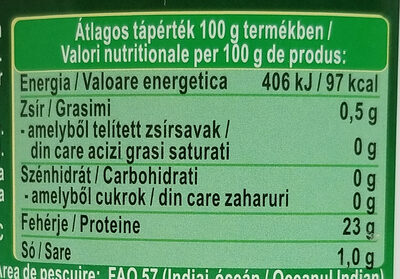 Átlagos tápérték 100 g termékben /
Valori nutritionale per 100 g de produs:
Energia / Valoare energetica 406 kJ / 97 kcal
Zsír / Grasimi 0,5 g
- amelyből telített zsírsavak /
din care acizi grasi saturati 0 g
Szénhidrát / Carbohidrati 0 g
- amelyből cukrok / din care zaharuri 0 g
Fehérje / Proteine 23 g
Só / Sare 1,0 g
Area de pescuire: FAO 57 (Indiai-óceán / Oceanul Indian)